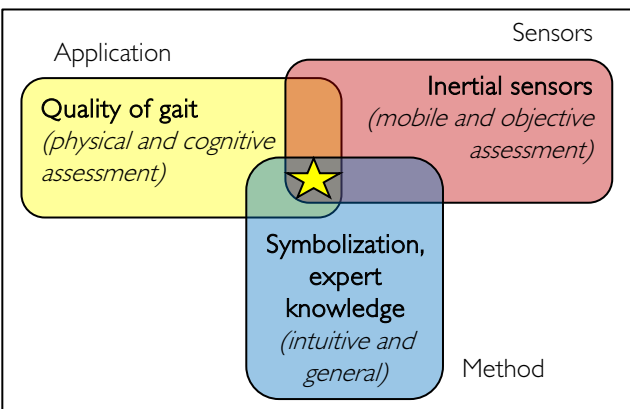 Sensors
Application
Quality of gait
(physical and cognitive
assessment)
Inertial sensors
(mobile and objective
assessment)
Symbolization,
expert
knowledge
(intuitive and
general)
Method